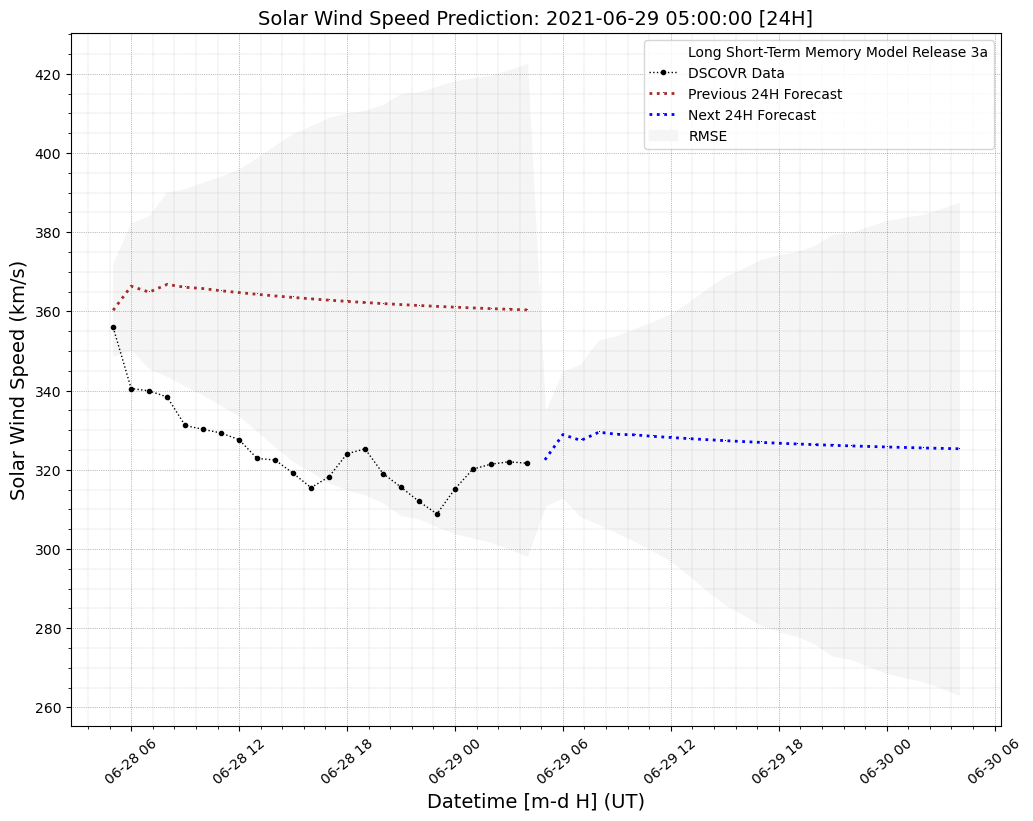 Solar Wind Speed Prediction: 2021-06-29 05:00:00 [24H]
Long Short-Term Memory Model Release 3a
DSCOVR Data
Previous 24H Forecast
Next 24H Forecast
RMSE
Solar Wind Speed (km/s)
420
400
380
360
340
320
300
280
260
06-28 06
06-28 12
06-28 18
06-29 00
06-29 06
06-29 12
06-29 18
06-30 00
06-30 06
Datetime [m-d H] (UT)